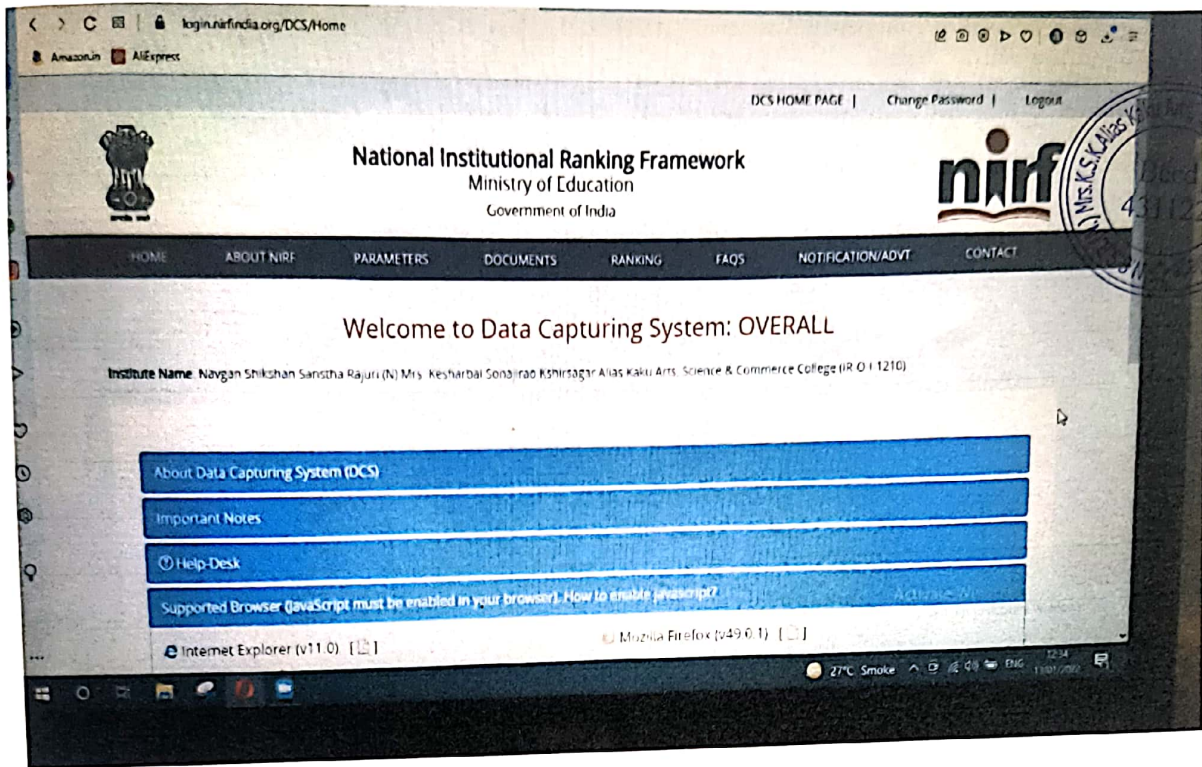 login.nirfindia.org/DCS/Home
Amazon.in AliExpress
DCS HOME PAGE | Change Password | Logout
National Institutional Ranking Framework
Ministry of Education
Government of India
nirf
Mrs.K.S.K.Alias
HOME ABOUT NIRF PARAMETERS DOCUMENTS RANKING FAQS NOTIFICATION/ADVT CONTACT
Welcome to Data Capturing System: OVERALL
Institute Name: Navgan Shikshan Sanstha Rajuri (N) Mrs. Kesharbai Sonajirao Kshirsagar Alias Kaku Arts, Science & Commerce College (IR-O-I-1210)
About Data Capturing System (DCS)
Important Notes
Help-Desk
Supported Browser (JavaScript must be enabled in your browser). How to enable javascript?
Internet Explorer (v11.0) [ ]
Mozilla Firefox (v49.0.1) [ ]
27°C Smoke ENG
12:34